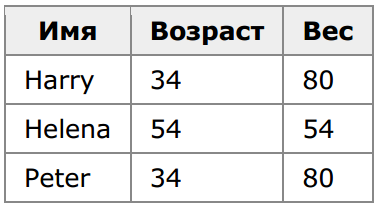 Имя Возраст Вес
Harry 34 80
Helena 54 54
Peter 34 80